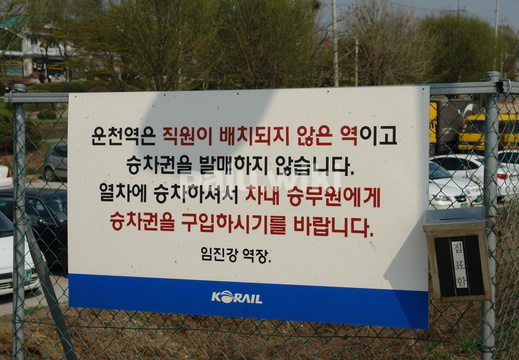 운천역은 직원이 배치되지 않은 역이고
승차권을 발매하지 않습니다.
열차에 승차하셔서 차내 승무원에게
승차권을 구입하시기를 바랍니다.
임진강 역장.
KORAIL
집표함